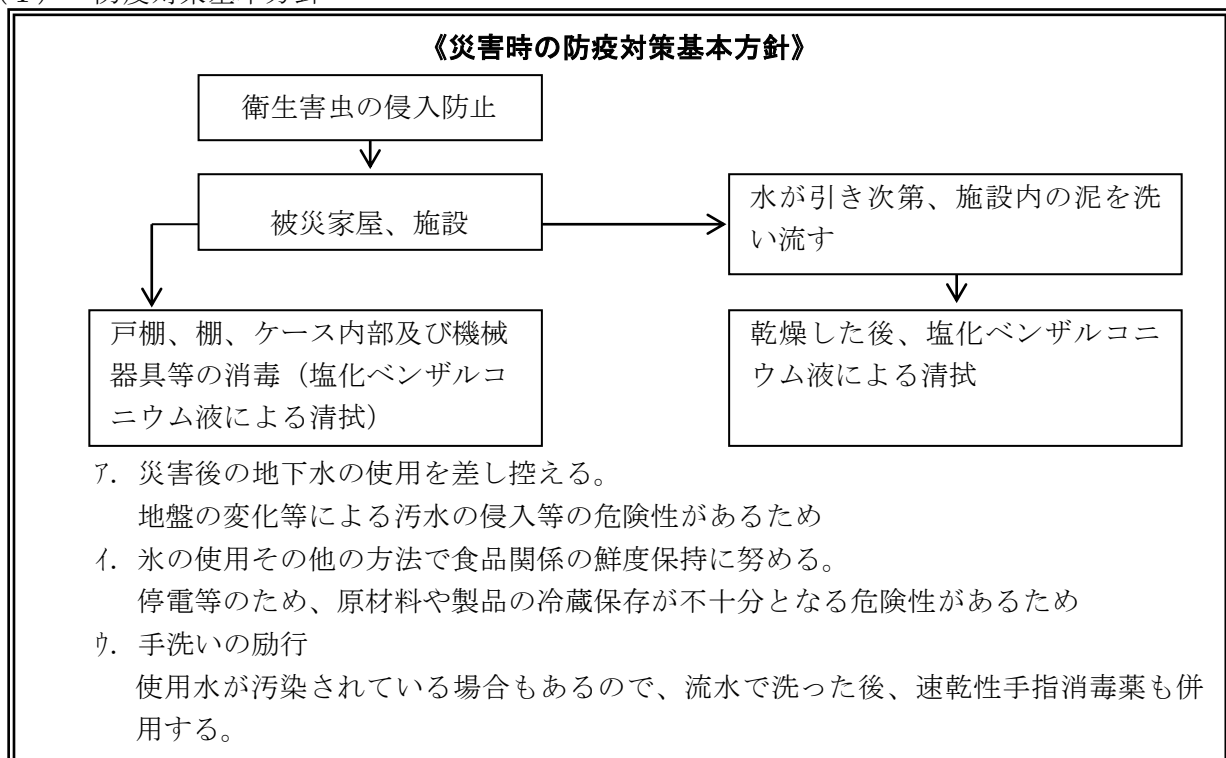 《災害時の防疫対策基本方針》
衛生害虫の侵入防止
被災家屋、施設
水が引き次第、施設内の泥を洗
い流す
戸棚、棚、ケース内部及び機械
器具等の消毒（塩化ベンザルコ
ニウム液による清拭）
乾燥した後、塩化ベンザルコニ
ウム液による清拭
ｱ. 災害後の地下水の使用を差し控える。
地盤の変化等による汚水の侵入等の危険性があるため
ｲ. 氷の使用その他の方法で食品関係の鮮度保持に努める。
停電等のため、原材料や製品の冷蔵保存が不十分となる危険性があるため
ｳ. 手洗いの励行
使用水が汚染されている場合もあるので、流水で洗った後、速乾性手指消毒薬も併
用する。